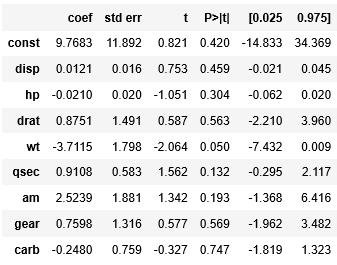 coef std err t P>|t| [0.025 0.975]
const 9.7683 11.892 0.821 0.420 -14.833 34.369
disp 0.0121 0.016 0.753 0.459 -0.021 0.045
hp -0.0210 0.020 -1.051 0.304 -0.062 0.020
drat 0.8751 1.491 0.587 0.563 -2.210 3.960
wt -3.7115 1.798 -2.064 0.050 -7.432 0.009
qsec 0.9108 0.583 1.562 0.132 -0.295 2.117
am 2.5239 1.881 1.342 0.193 -1.368 6.416
gear 0.7598 1.316 0.577 0.569 -1.962 3.482
carb -0.2480 0.759 -0.327 0.747 -1.819 1.323